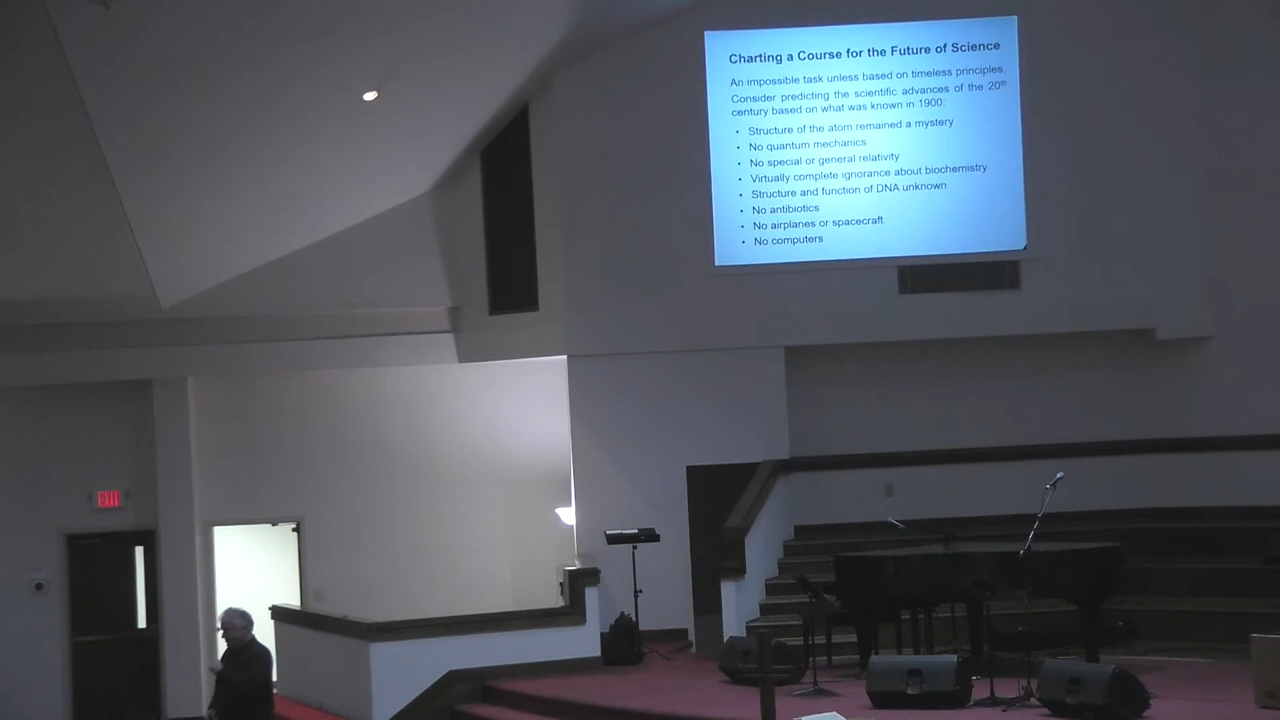 Charting a Course for the Future of Science
An impossible task unless based on timeless principles.
Consider predicting the scientific advances of the 20th
century based on what was known in 1900:
• Structure of the atom remained a mystery
• No quantum mechanics
• No special or general relativity
• Virtually complete ignorance about biochemistry
• Structure and function of DNA unknown
• No antibiotics
• No airplanes or spacecraft
• No computers
EXIT